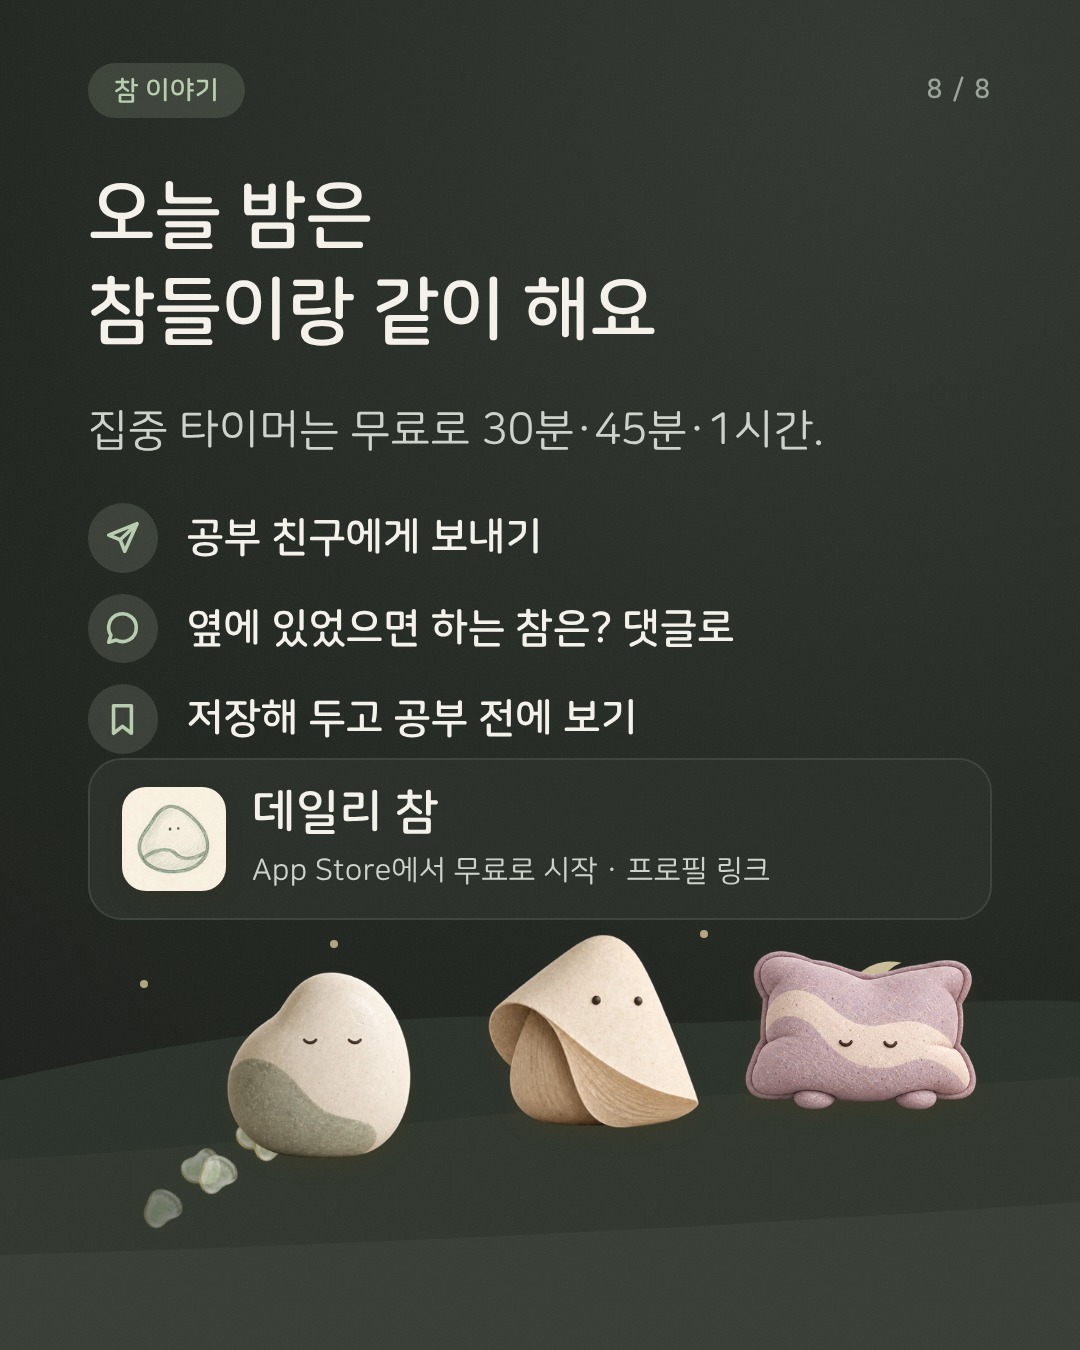 참 이야기
8 / 8
오늘 밤은
참들이랑 같이 해요
집중 타이머는 무료로 30분·45분·1시간.
공부 친구에게 보내기
옆에 있었으면 하는 참은? 댓글로
저장해 두고 공부 전에 보기
데일리 참
App Store에서 무료로 시작 · 프로필 링크